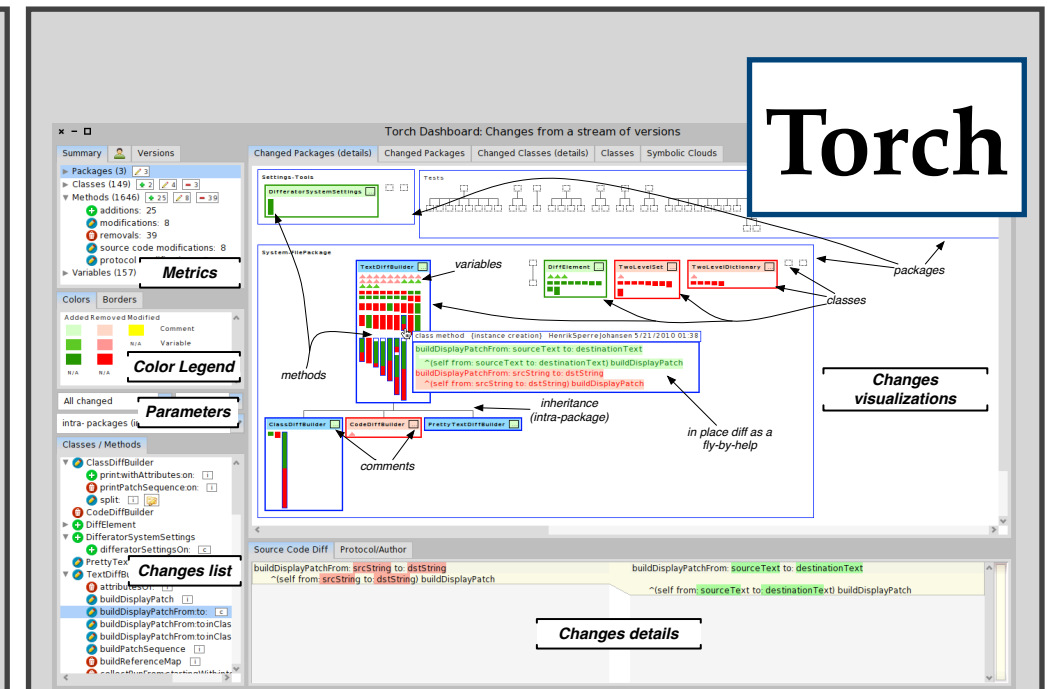 Torch
Torch Dashboard: Changes from a stream of versions
Summary Versions
Packages (3) 3
Classes (149) 2 4 3
Methods (1646) 25 8 39
additions: 25
modifications: 8
removals: 39
source code modifications: 8
protocol
Variables (157)
Metrics
Colors Borders
Added Removed Modified
Comment
N/A Variable
N/A N/A
Color Legend
All changed
Parameters
intra- packages (i
Classes / Methods
ClassDiffBuilder
printwithAttributes:on: i
printPatchSequence:on: i
split: i
CodeDiffBuilder
DiffElement
DifferatorSystemSettings
differatorSettingsOn: c
PrettyTex
TextDiffBu
Changes list
attributesOf: i
buildDisplayPatch i
buildDisplayPatchFrom:to: c
buildDisplayPatchFrom:to:inClas
buildDisplayPatchFrom:to:inClas
buildPatchSequence i
buildReferenceMap i
Changed Packages (details) Changed Packages Changed Classes (details) Classes Symbolic Clouds
Settings-Tools
DifferatorSystemSettings
Tests
System-FilePackage
TextDiffBuilder
variables
DiffElement TwoLevelSet TwoLevelDictionary
packages
classes
class method {instance creation} HenrikSperreJohansen 5/21/2010 01:38
buildDisplayPatchFrom: sourceText to: destinationText
^(self from: sourceText to: destinationText) buildDisplayPatch
buildDisplayPatchFrom: srcString to: dstString
^(self from: srcString to: dstString) buildDisplayPatch
methods
inheritance
(intra-package)
Changes
visualizations
ClassDiffBuilder CodeDiffBuilder PrettyTextDiffBuilder
in place diff as a
fly-by-help
comments
Source Code Diff Protocol/Author
buildDisplayPatchFrom: srcString to: dstString
^(self from: srcString to: dstString) buildDisplayPatch
buildDisplayPatchFrom: sourceText to: destinationText
^(self from: sourceText to: destinationText) buildDisplayPatch
Changes details